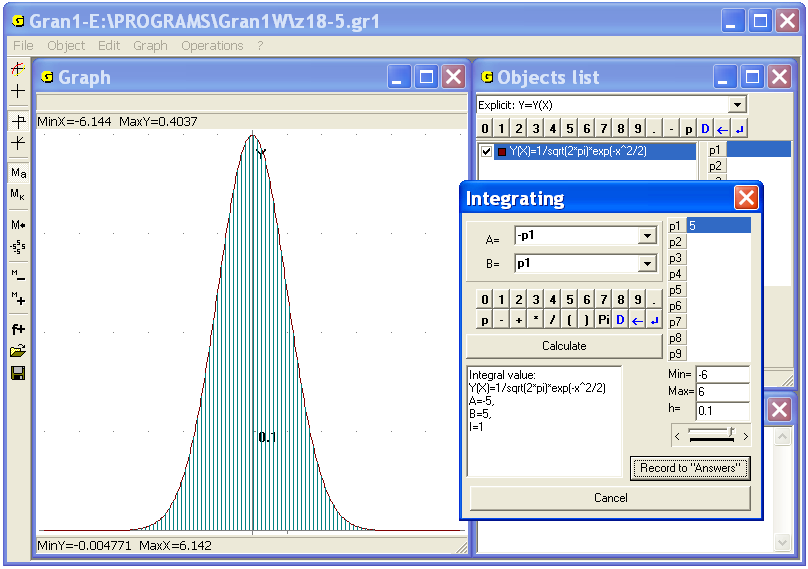 Gran1-E:\PROGRAMS\Gran1W\z18-5.gr1
File Object Edit Graph Operations ?
Graph
MinX=-6.144 MaxY=0.4037
Y
0.1
MinY=-0.004771 MaxX=6.142
Ma
Mк
M
M
M
f+
Objects list
Explicit: Y=Y(X)
0 1 2 3 4 5 6 7 8 9 . - p D ← ↵
Y(X)=1/sqrt(2*pi)*exp(-x^2/2)
p1
p2
Integrating
A= -p1
B= p1
0 1 2 3 4 5 6 7 8 9 .
p - + * / ( ) Pi D ← ↵
Calculate
Integral value:
Y(X)=1/sqrt(2*pi)*exp(-x^2/2)
A=-5,
B=5,
I=1
p1 5
p2
p3
p4
p5
p6
p7
p8
p9
Min= -6
Max= 6
h= 0.1
< >
Record to "Answers"
Cancel